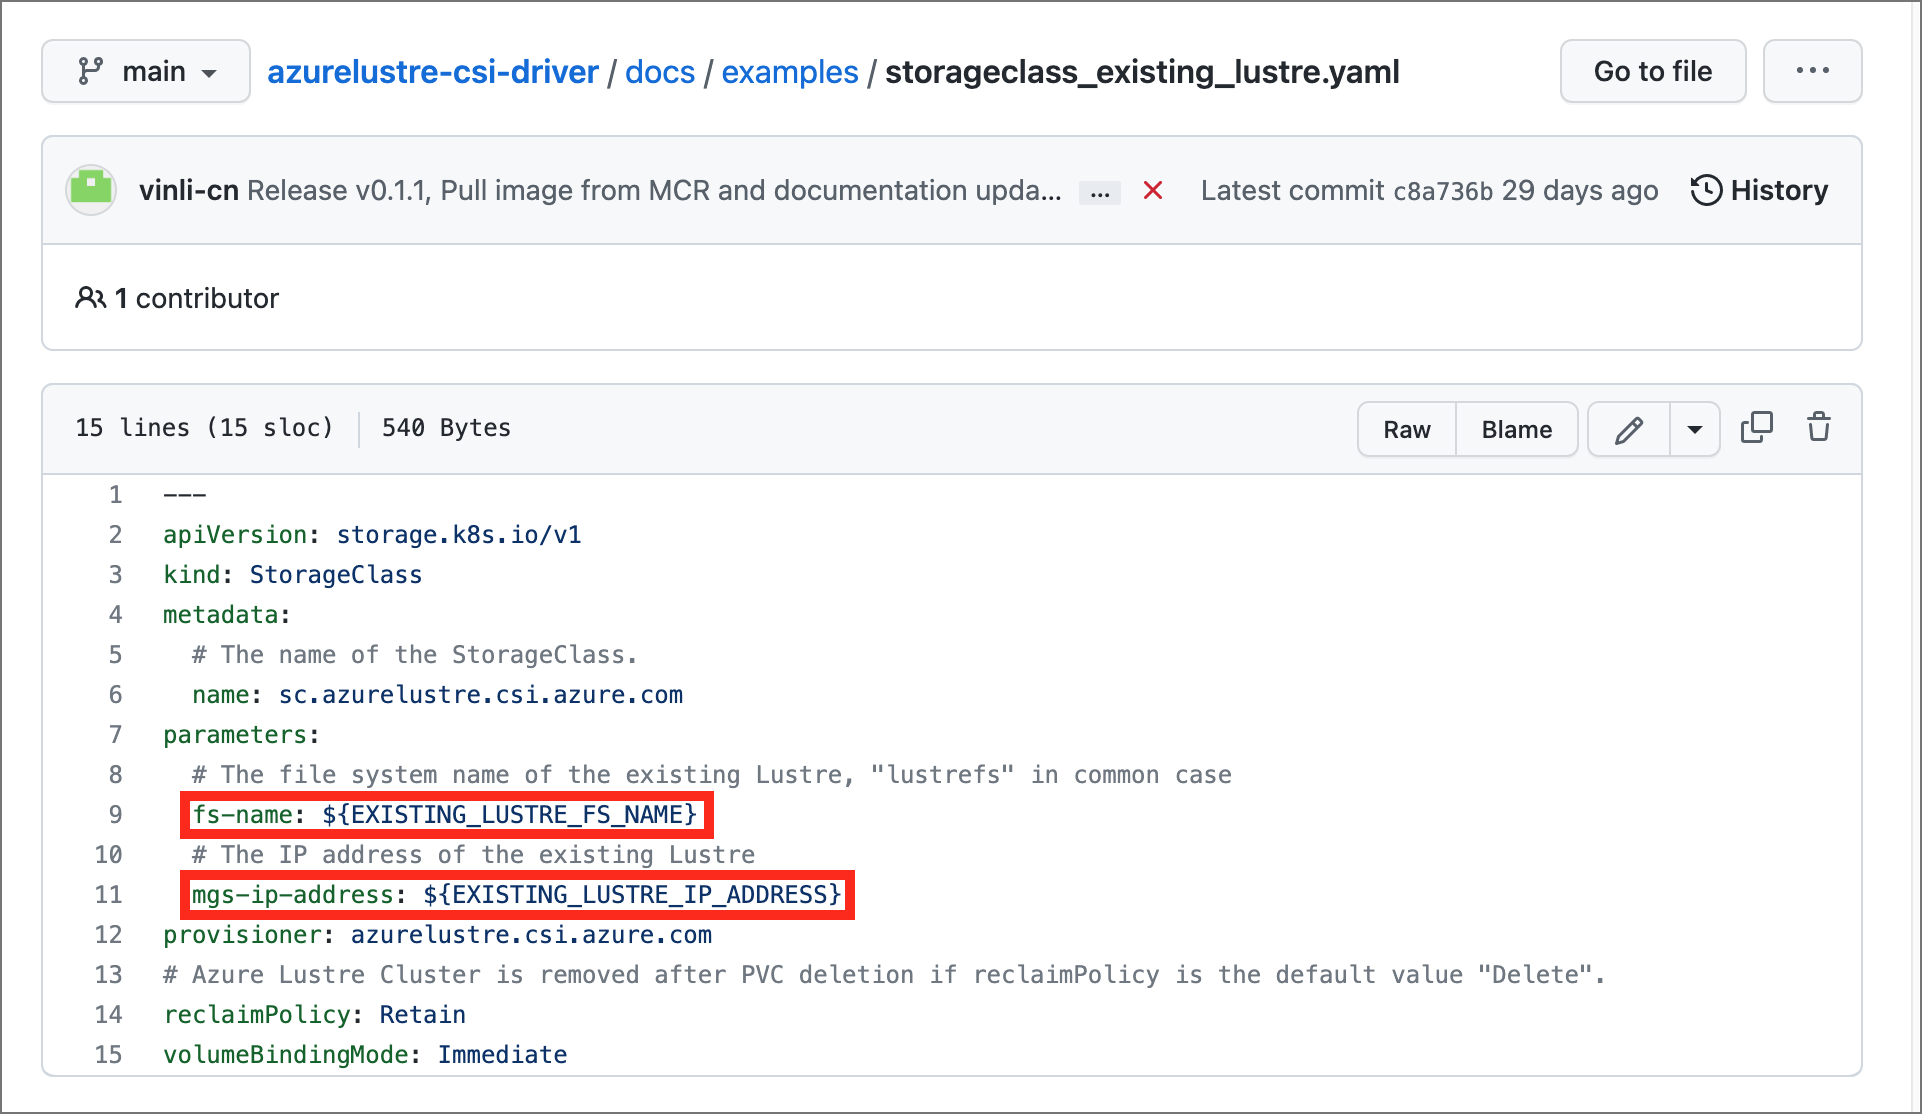 main azurelustre-csi-driver / docs / examples / storageclass_existing_lustre.yaml Go to file ...
vinli-cn Release v0.1.1, Pull image from MCR and documentation upda... ... Latest commit c8a736b 29 days ago History
1 contributor
15 lines (15 sloc) 540 Bytes Raw Blame
1 ---
2 apiVersion: storage.k8s.io/v1
3 kind: StorageClass
4 metadata:
5   # The name of the StorageClass.
6   name: sc.azurelustre.csi.azure.com
7 parameters:
8   # The file system name of the existing Lustre, "lustrefs" in common case
9   fs-name: ${EXISTING_LUSTRE_FS_NAME}
10   # The IP address of the existing Lustre
11   mgs-ip-address: ${EXISTING_LUSTRE_IP_ADDRESS}
12 provisioner: azurelustre.csi.azure.com
13 # Azure Lustre Cluster is removed after PVC deletion if reclaimPolicy is the default value "Delete".
14 reclaimPolicy: Retain
15 volumeBindingMode: Immediate